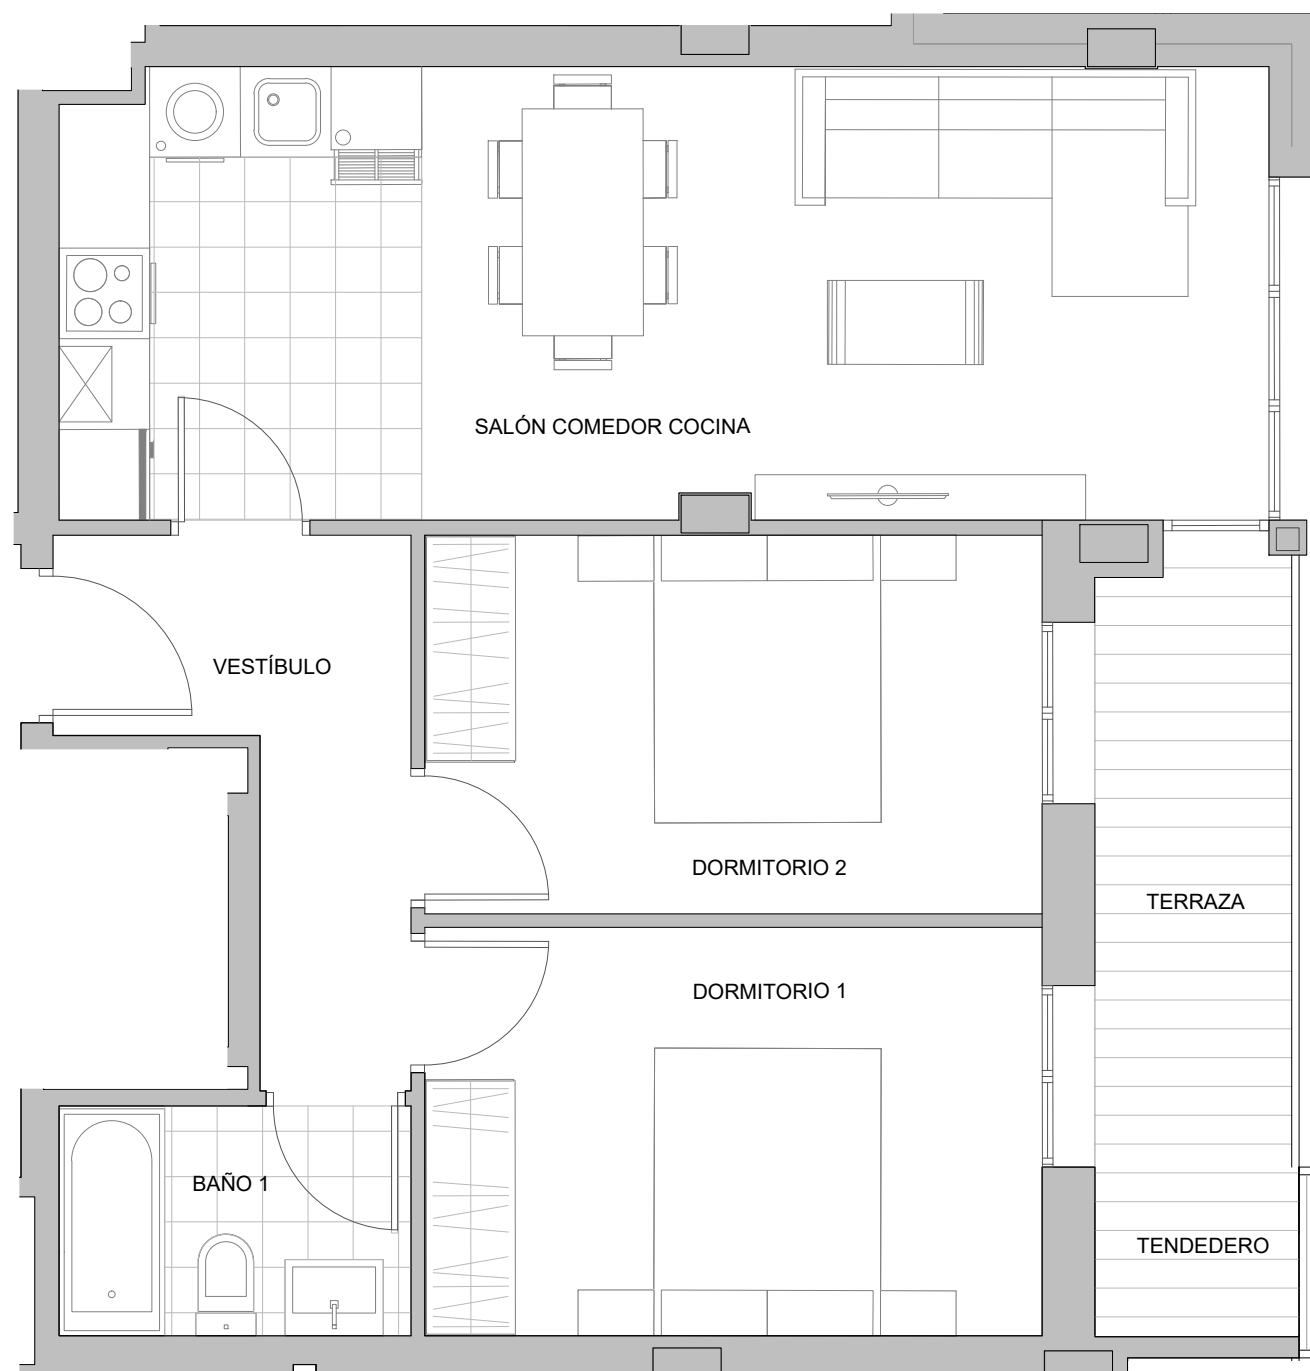 SALÓN COMEDOR COCINA
VESTÍBULO
DORMITORIO 2
TERRAZA
DORMITORIO 1
BAÑO 1
TENDEDERO